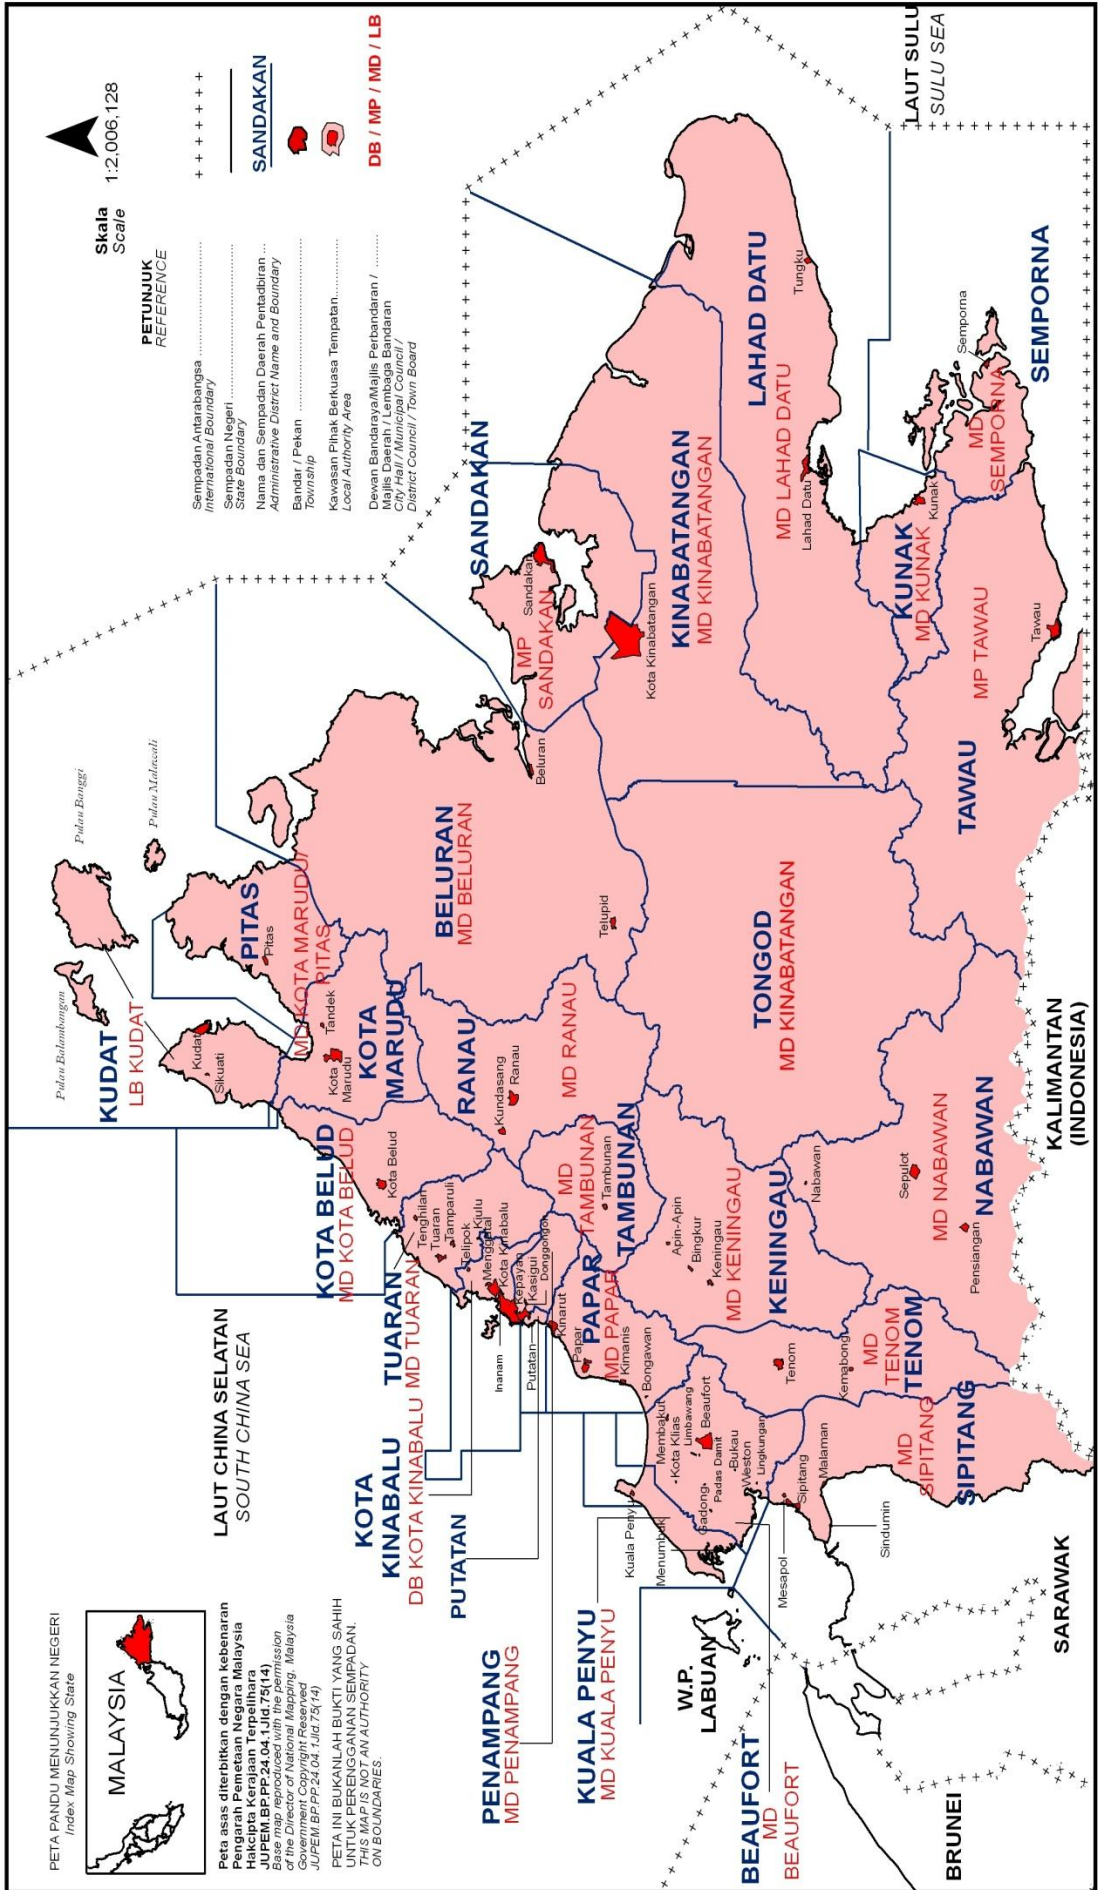 PETA PANDU MENUNJUKKAN NEGERI
Index Map Showing State
MALAYSIA
Peta asas diterbitkan dengan kebenaran
Pengarah Pemetaan Negara Malaysia
Hakcipta Kerajaan Terpelihara
JUPEM.BP.PP.24.04.1Jld.75(14)
Base map reproduced with the permission
of the Director of National Mapping, Malaysia
Government Copyright Reserved
JUPEM.BP.PP.24.04.1Jld.75(14)
PETA INI BUKANLAH BUKTI YANG SAHIH
UNTUK PERENGGANAN SEMPADAN.
THIS MAP IS NOT AN AUTHORITY
ON BOUNDARIES.
Skala
Scale
1:2,006,128
PETUNJUK
REFERENCE
Sempadan Antarabangsa
International Boundary
Sempadan Negeri
State Boundary
Nama dan Sempadan Daerah Pentadbiran
Administrative District Name and Boundary
SANDAKAN
Bandar / Pekan
Township
Kawasan Pihak Berkuasa Tempatan
Local Authority Area
Dewan Bandaraya/Majlis Perbandaran /
Majlis Daerah / Lembaga Bandaran
City Hall / Municipal Council /
District Council / Town Board
DB / MP / MD / LB
LAUT CHINA SELATAN
SOUTH CHINA SEA
LAUT SULU
SULU SEA
Pulau Balambangan
Pulau Banggi
Pulau Malawali
KUDAT
LB KUDAT
Kudat
Sikuati
PITAS
Pitas
MD KOTA MARUDU/
PITAS
KOTA
MARUDU
Tandek
Kota
Marudu
KOTA BELUD
MD KOTA BELUD
Kota Belud
RANAU
MD RANAU
Kundasang
Ranau
BELURAN
MD BELURAN
Beluran
Telupid
SANDAKAN
MP
SANDAKAN
Sandakan
KINABATANGAN
MD KINABATANGAN
Kota Kinabatangan
LAHAD DATU
MD LAHAD DATU
Lahad Datu
Tungku
KUNAK
MD KUNAK
Kunak
SEMPORNA
MD
SEMPORNA
Semporna
TAWAU
MP TAWAU
Tawau
TONGOD
MD KINABATANGAN
TUARAN
MD TUARAN
Tenghilan
Tuaran
Tamparuli
Telipok
Kiulu
Menggatal
KOTA
KINABALU
DB KOTA KINABALU
Kota Kinabalu
Inanam
Kepayan
Kasigui
Donggongon
Putatan
PUTATAN
PENAMPANG
MD PENAMPANG
PAPAR
MD PAPAR
Kinarut
Papar
Kimanis
Bongawan
TAMBUNAN
MD
TAMBUNAN
Tambunan
KENINGAU
MD KENINGAU
Apin-Apin
Bingkur
Keningau
NABAWAN
MD NABAWAN
Nabawan
Sepulot
Pensiangan
TENOM
MD
TENOM
Tenom
Kemabong
SIPITANG
MD
SIPITANG
Sipitang
Malaman
Sindumin
Mesapol
KUALA PENYU
MD KUALA PENYU
Kuala Penyu
Menumbuk
BEAUFORT
MD
BEAUFORT
Membakut
Kota Klias
Limbawang
Beaufort
Gadong
Padas Damit
Bukau
Weston
Lingkungan
W.P.
LABUAN
BRUNEI
SARAWAK
KALIMANTAN
(INDONESIA)